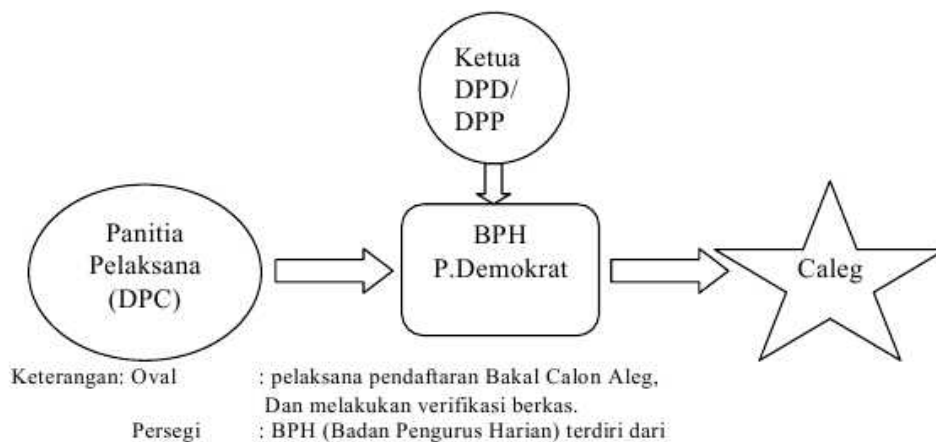 Ketua
DPD/
DPP
Panitia
Pelaksana
(DPC)
BPH
P.Demokrat
Caleg
Keterangan: Oval : pelaksana pendaftaran Bakal Calon Aleg,
Dan melakukan verifikasi berkas.
Persegi : BPH (Badan Pengurus Harian) terdiri dari